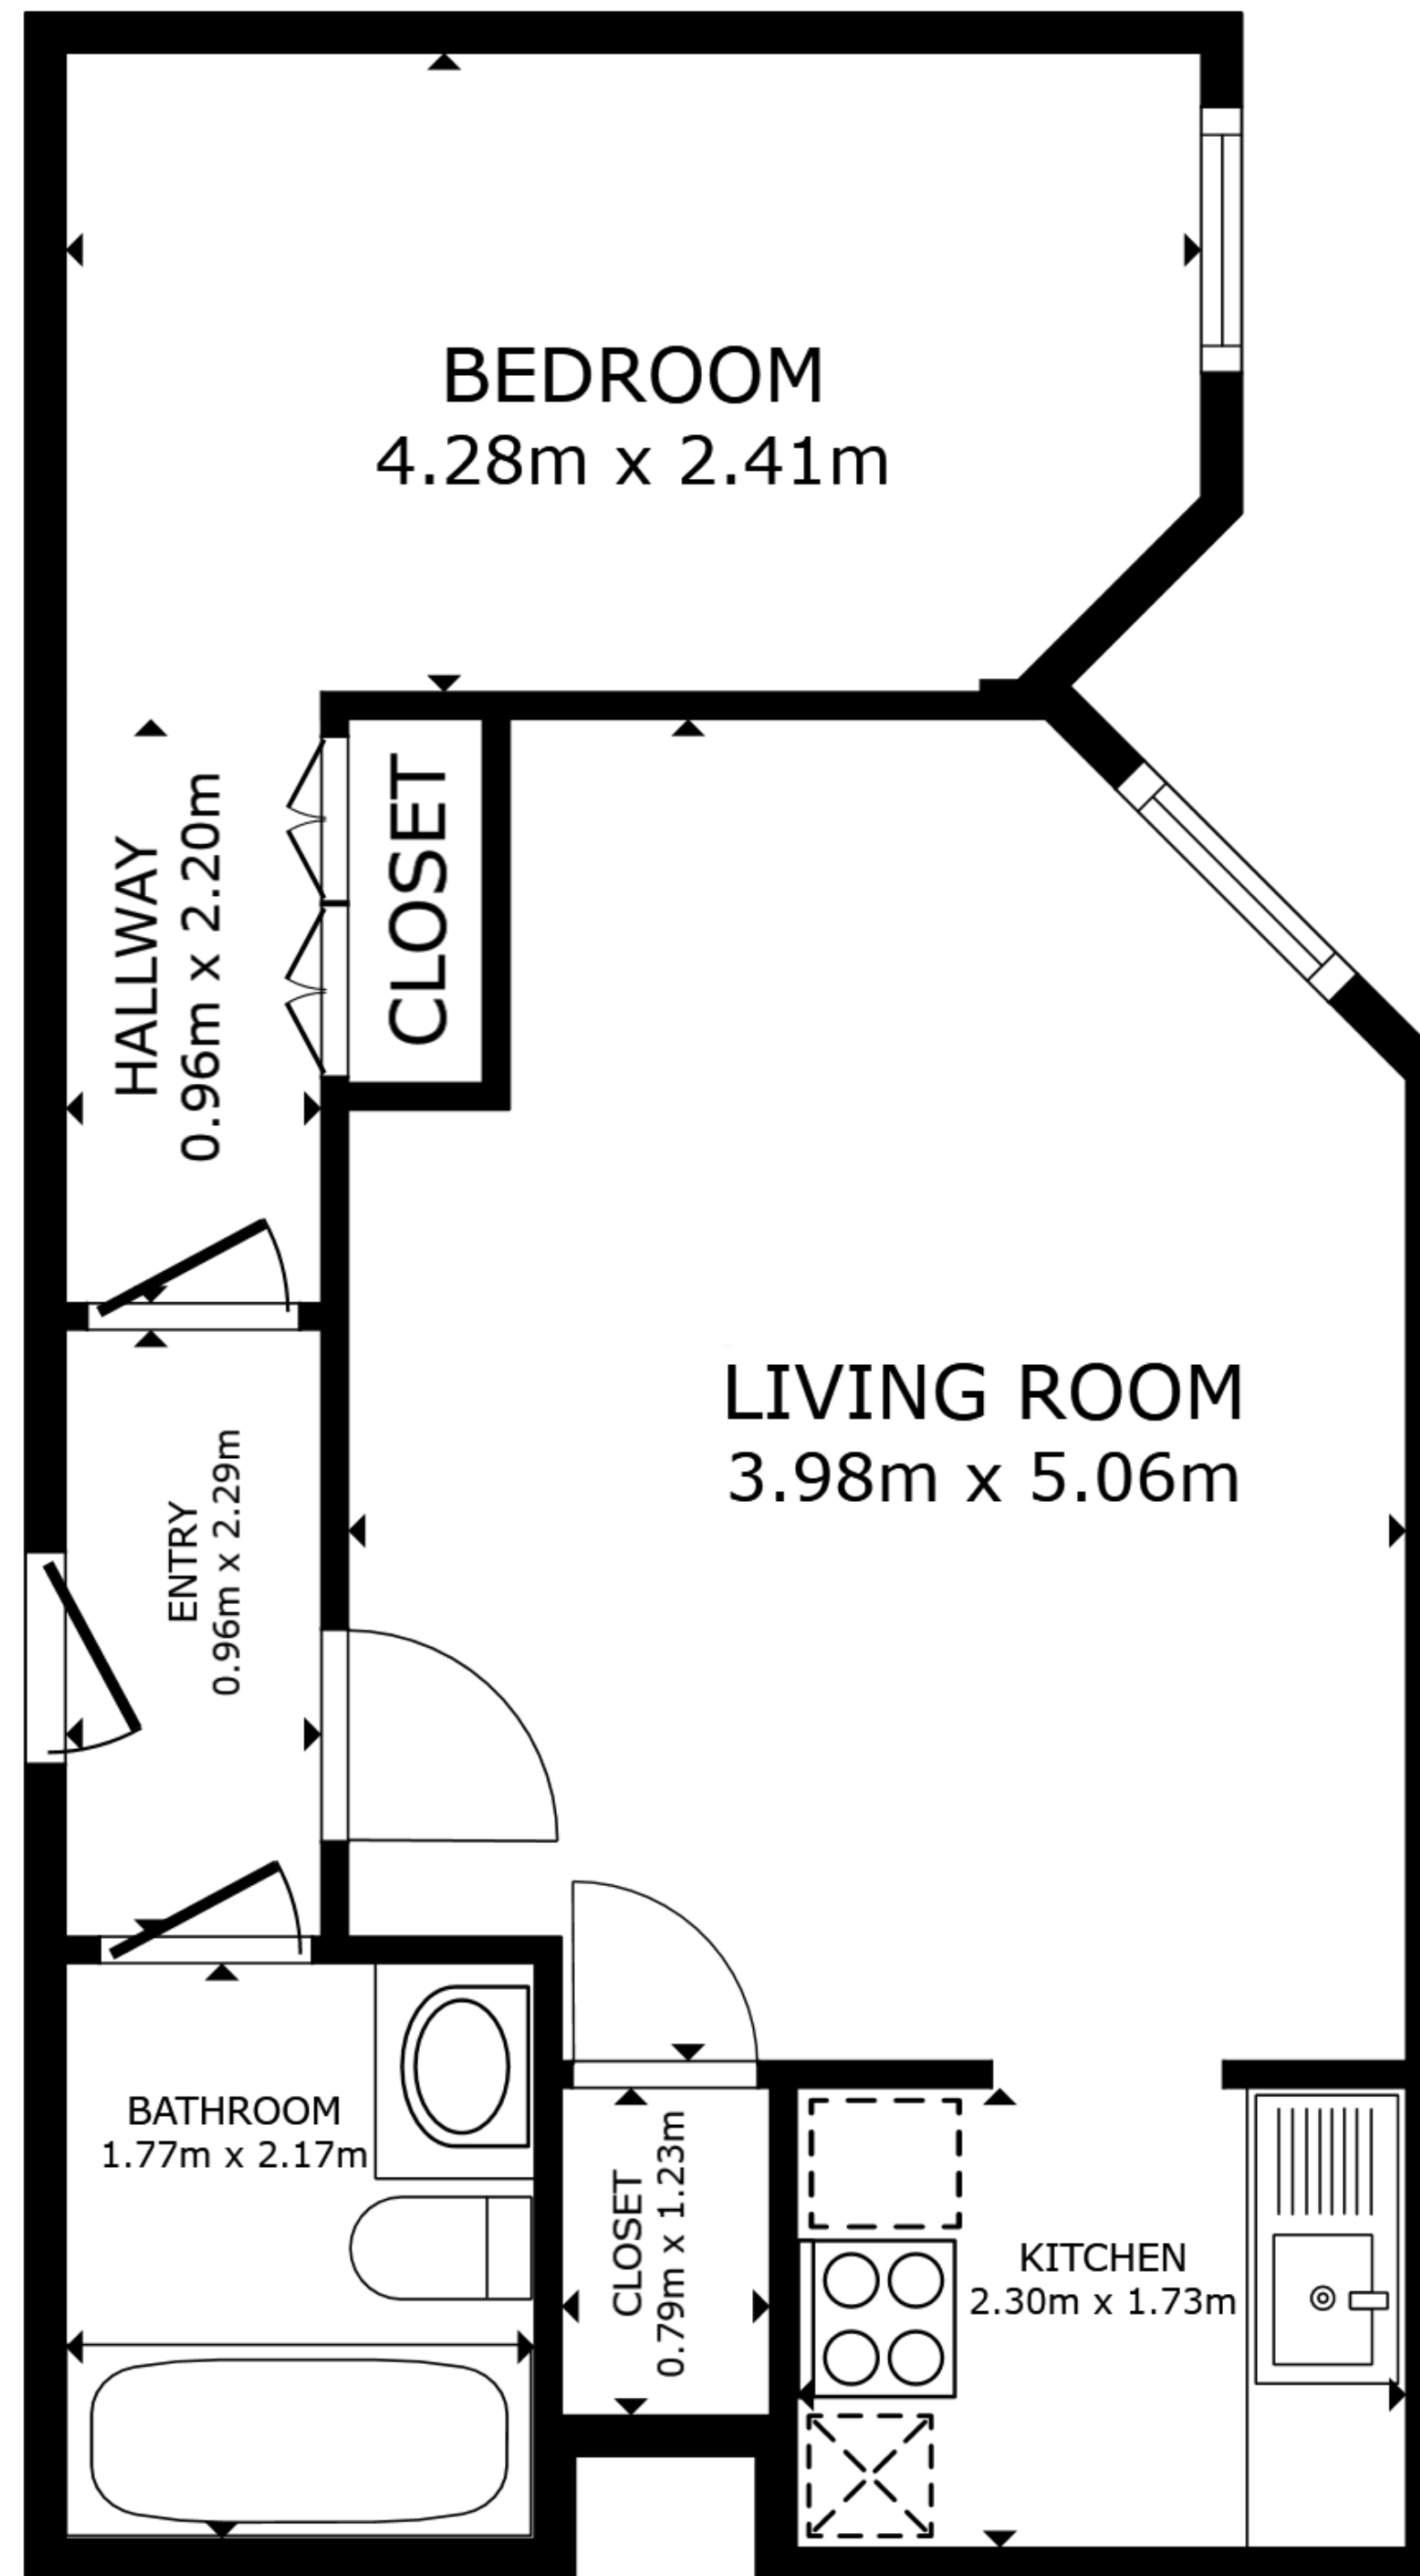 BEDROOM
4.28m x 2.41m
HALLWAY
0.96m x 2.20m
CLOSET
LIVING ROOM
3.98m x 5.06m
ENTRY
0.96m x 2.29m
BATHROOM
1.77m x 2.17m
CLOSET
0.79m x 1.23m
KITCHEN
2.30m x 1.73m